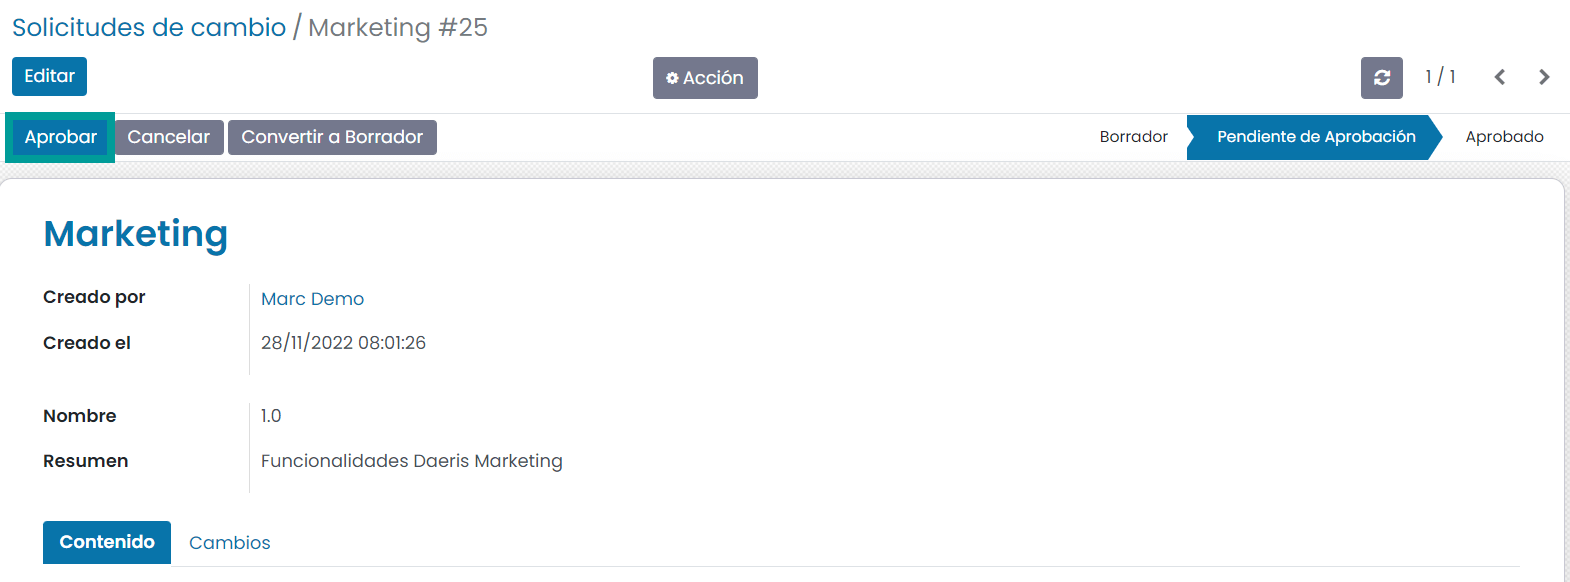 Solicitudes de cambio / Marketing #25
Editar
Acción
1 / 1
Aprobar
Cancelar
Convertir a Borrador
Borrador
Pendiente de Aprobación
Aprobado
Marketing
Creado por
Marc Demo
Creado el
28/11/2022 08:01:26
Nombre
1.0
Resumen
Funcionalidades Daeris Marketing
Contenido
Cambios